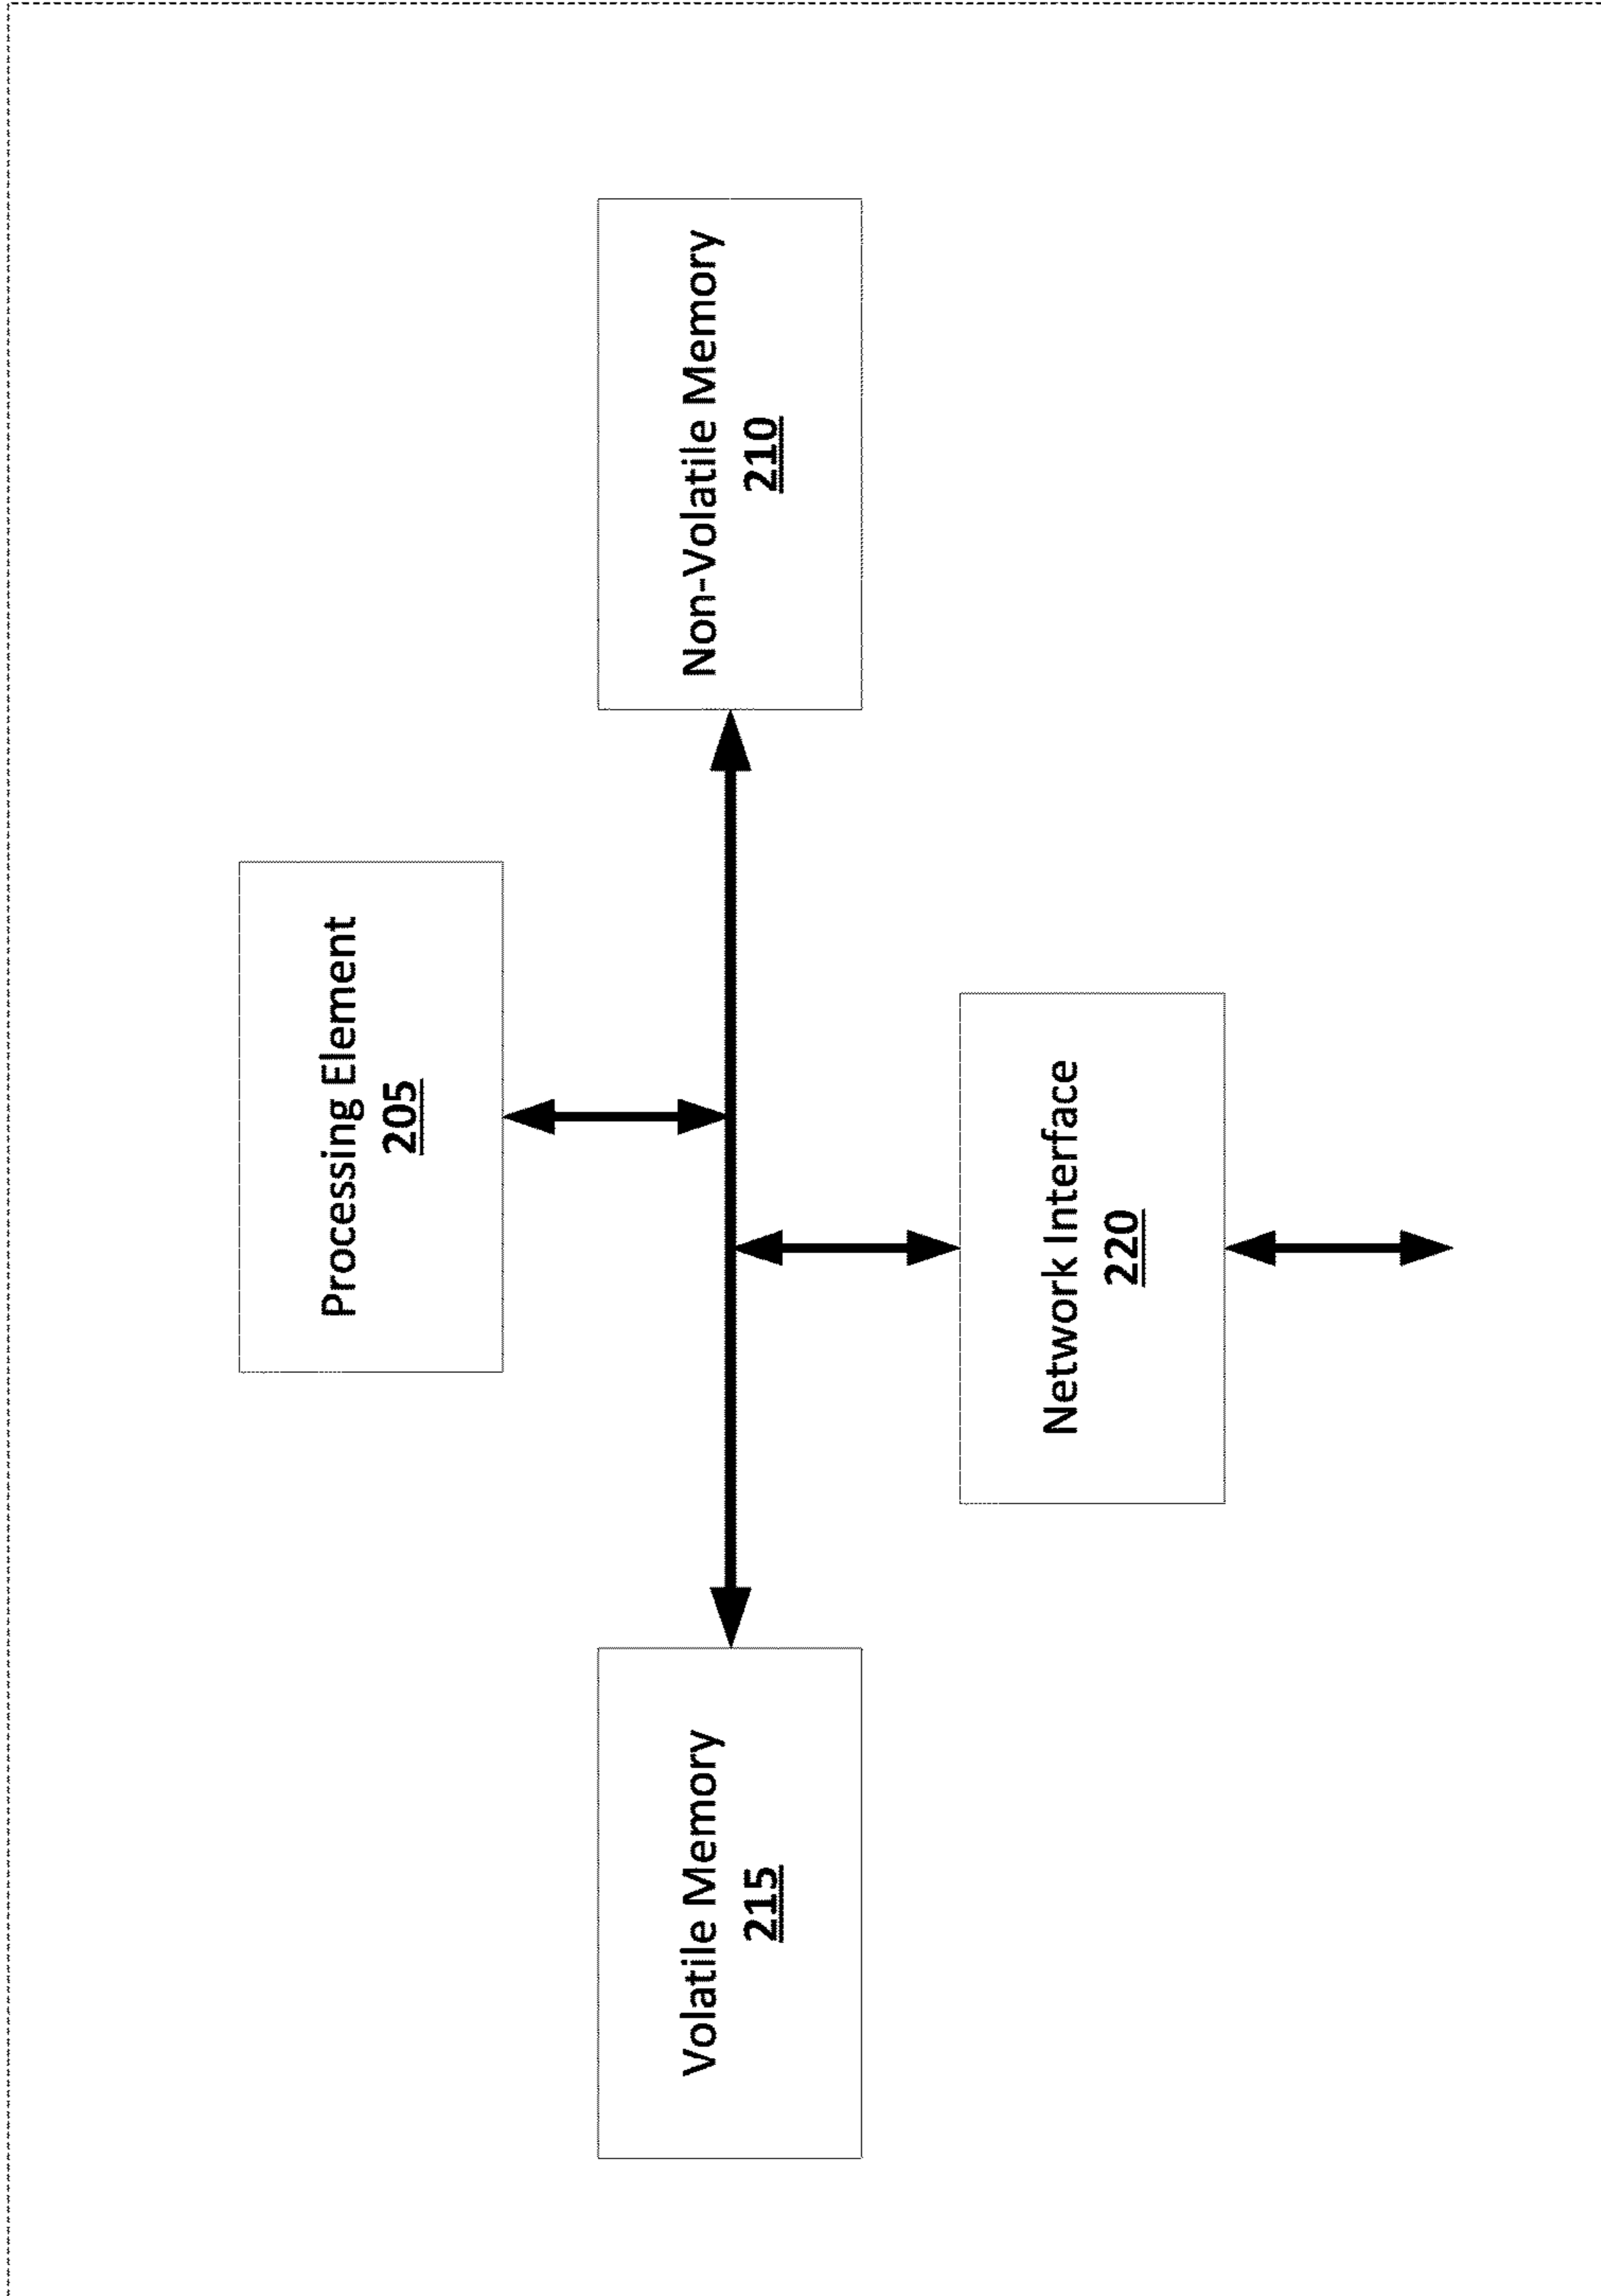 Processing Element
205
Volatile Memory
215
Non-Volatile Memory
210
Network Interface
220